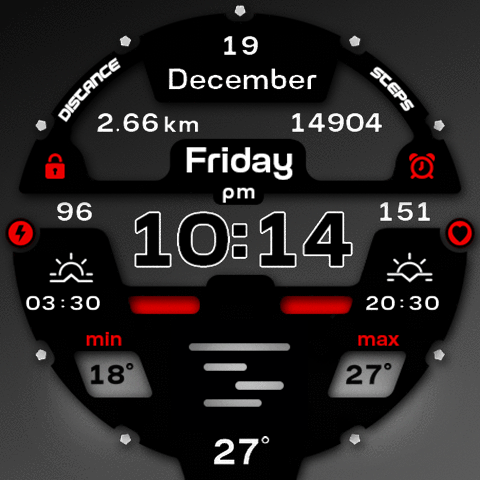 19
December
DISTANCE
STEPS
2.66 km
14904
Friday
pm
96
10:14
151
03:30
20:30
min
max
18°
27°
27°